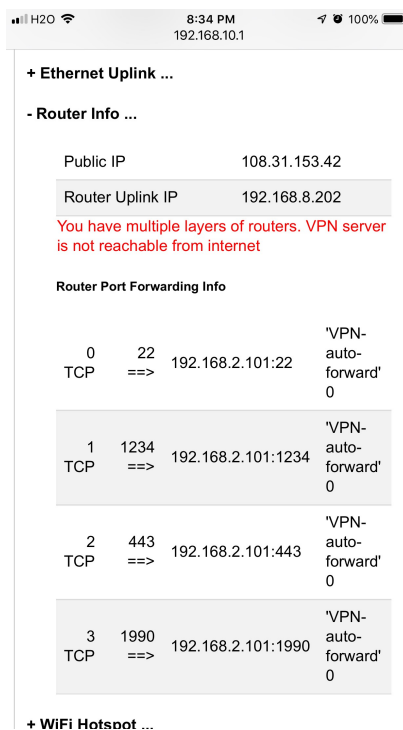 H2O 8:34 PM 100%
192.168.10.1
+ Ethernet Uplink ...
- Router Info ...
Public IP 108.31.153.42
Router Uplink IP 192.168.8.202
You have multiple layers of routers. VPN server
is not reachable from internet
Router Port Forwarding Info
0 TCP 22 ==> 192.168.2.101:22 'VPN-auto-forward' 0
1 TCP 1234 ==> 192.168.2.101:1234 'VPN-auto-forward' 0
2 TCP 443 ==> 192.168.2.101:443 'VPN-auto-forward' 0
3 TCP 1990 ==> 192.168.2.101:1990 'VPN-auto-forward' 0
+ WiFi Hotspot ...